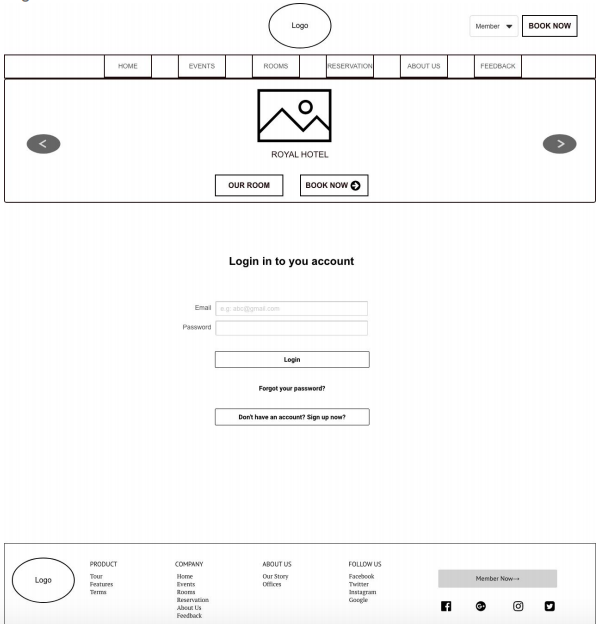 Logo
Member
BOOK NOW
HOME EVENTS ROOMS RESERVATION ABOUT US FEEDBACK
<
>
ROYAL HOTEL
OUR ROOM
BOOK NOW
Login in to you account
Email e.g: abc@gmail.com
Password
Login
Forgot your password?
Don't have an account? Sign up now?
Logo
PRODUCT
Tour
Features
Terms
COMPANY
Home
Events
Rooms
Reservation
About Us
Feedback
ABOUT US
Our Story
Offices
FOLLOW US
Facebook
Twitter
Instagram
Google
Member Now→